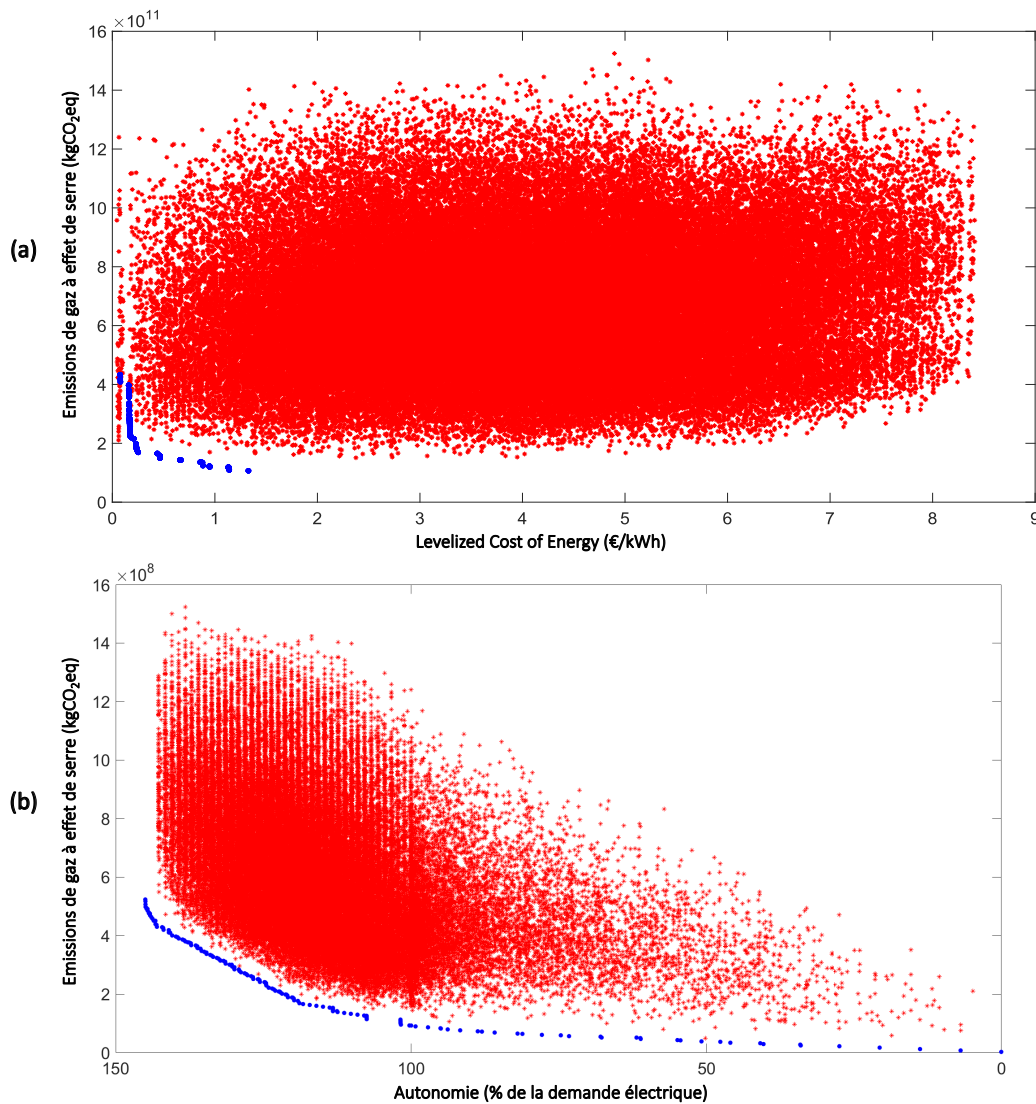 ×10¹¹
16
14
12
10
8
6
4
2
0
Emissions de gaz à effet de serre (kgCO₂eq)
(a)
0 1 2 3 4 5 6 7 8 9
Levelized Cost of Energy (€/kWh)
×10⁸
16
14
12
10
8
6
4
2
0
Emissions de gaz à effet de serre (kgCO₂eq)
(b)
150 100 50 0
Autonomie (% de la demande électrique)